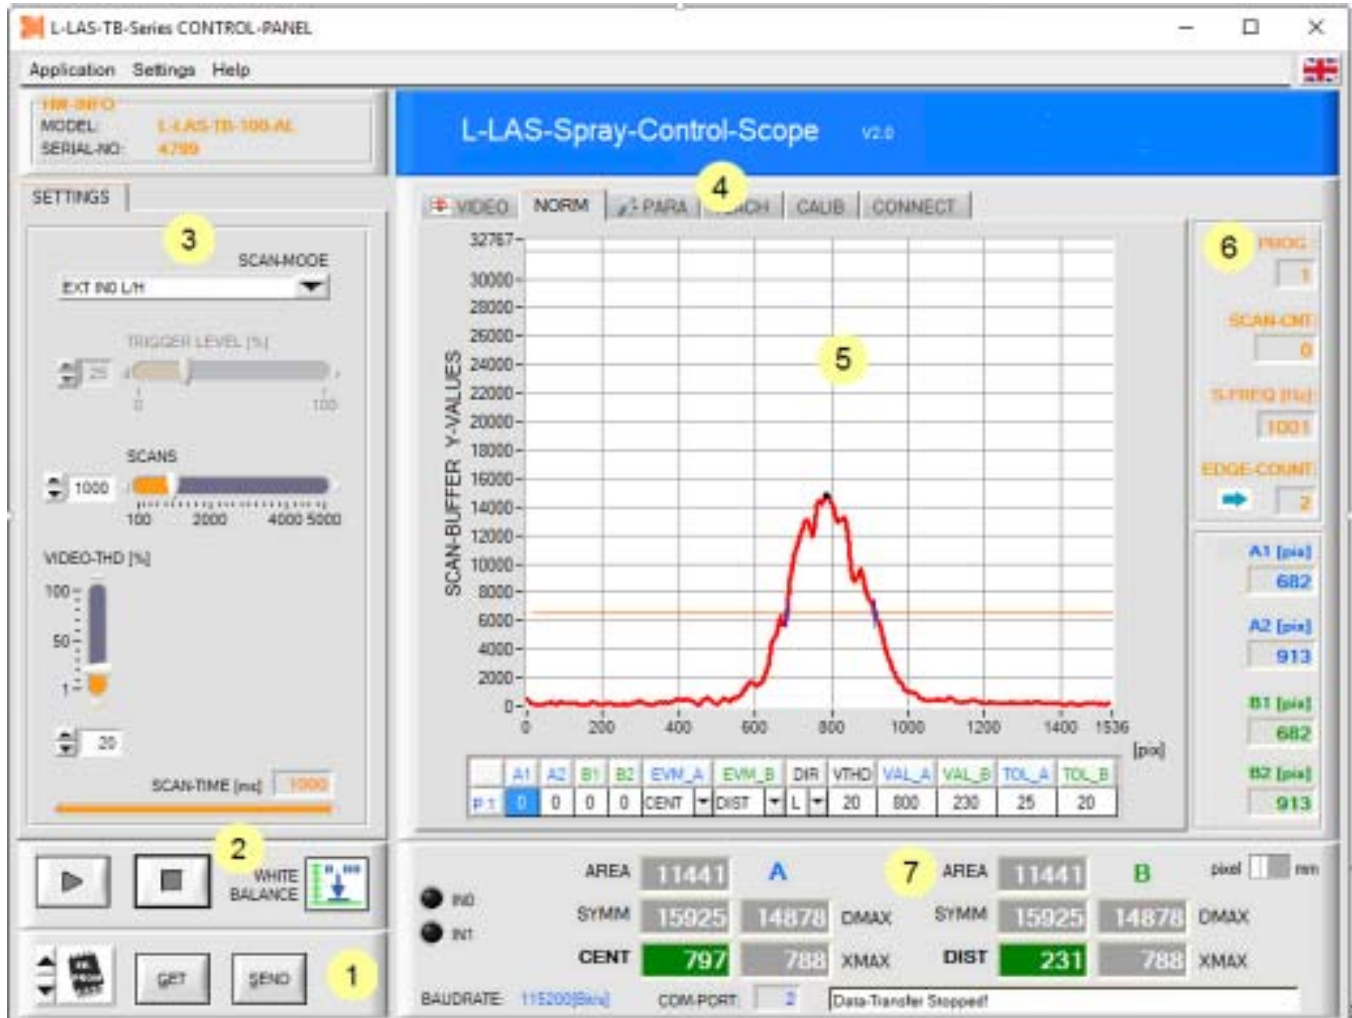 L-LAS-TB-Series CONTROL-PANEL
Application Settings Help
HW-INFO
MODEL: L-LAS-TB-100-AL
SERIAL-NO: 4799
L-LAS-Spray-Control-Scope V2.0
SETTINGS
3
SCAN-MODE
EXT IN0 L/H
TRIGGER LEVEL [%]
25
0 100
SCANS
1000
100 2000 4000 5000
VIDEO-THD [%]
100
50
1
20
SCAN-TIME [ms] 1000
4
VIDEO NORM PARA CALIB CONNECT
SCAN-BUFFER Y-VALUES
32767
30000
28000
26000
24000
22000
20000
18000
16000
14000
12000
10000
8000
6000
4000
2000
0
5
0 200 400 600 800 1000 1200 1400 1536
[pix]
A1 A2 B1 B2 EVM_A EVM_B DIR VTHD VAL_A VAL_B TOL_A TOL_B
P 1 0 0 0 0 CENT DIST L 20 800 230 25 20
6
PROG
1
SCAN-CNT
0
S-FREQ [Hz]
1001
EDGE-COUNT
2
A1 [pix]
682
A2 [pix]
913
B1 [pix]
682
B2 [pix]
913
2
WHITE
BALANCE
GET SEND 1
IN0
IN1
AREA 11441 A
SYMM 15925 14878 DMAX
CENT 797 788 XMAX
7
AREA 11441 B
SYMM 15925 14878 DMAX
DIST 231 788 XMAX
pixel mm
BAUDRATE: 115200[Bit/s] COM-PORT: 2 Data-Transfer Stopped!